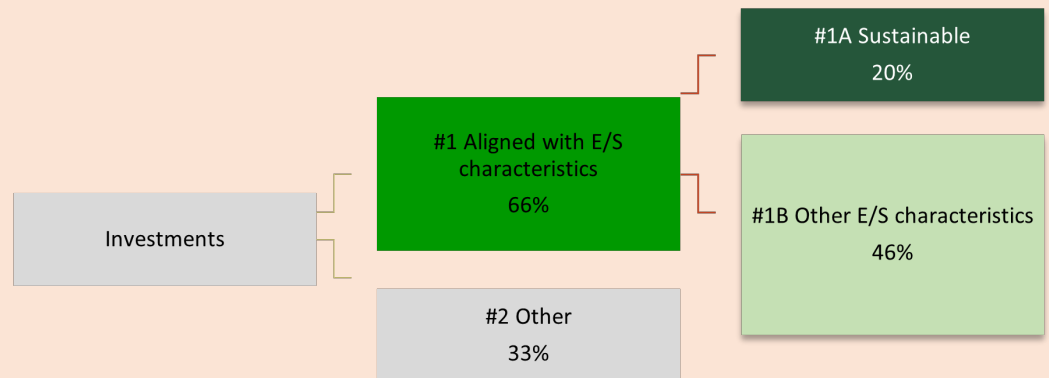 Investments
#1 Aligned with E/S
characteristics
66%
#2 Other
33%
#1A Sustainable
20%
#1B Other E/S characteristics
46%